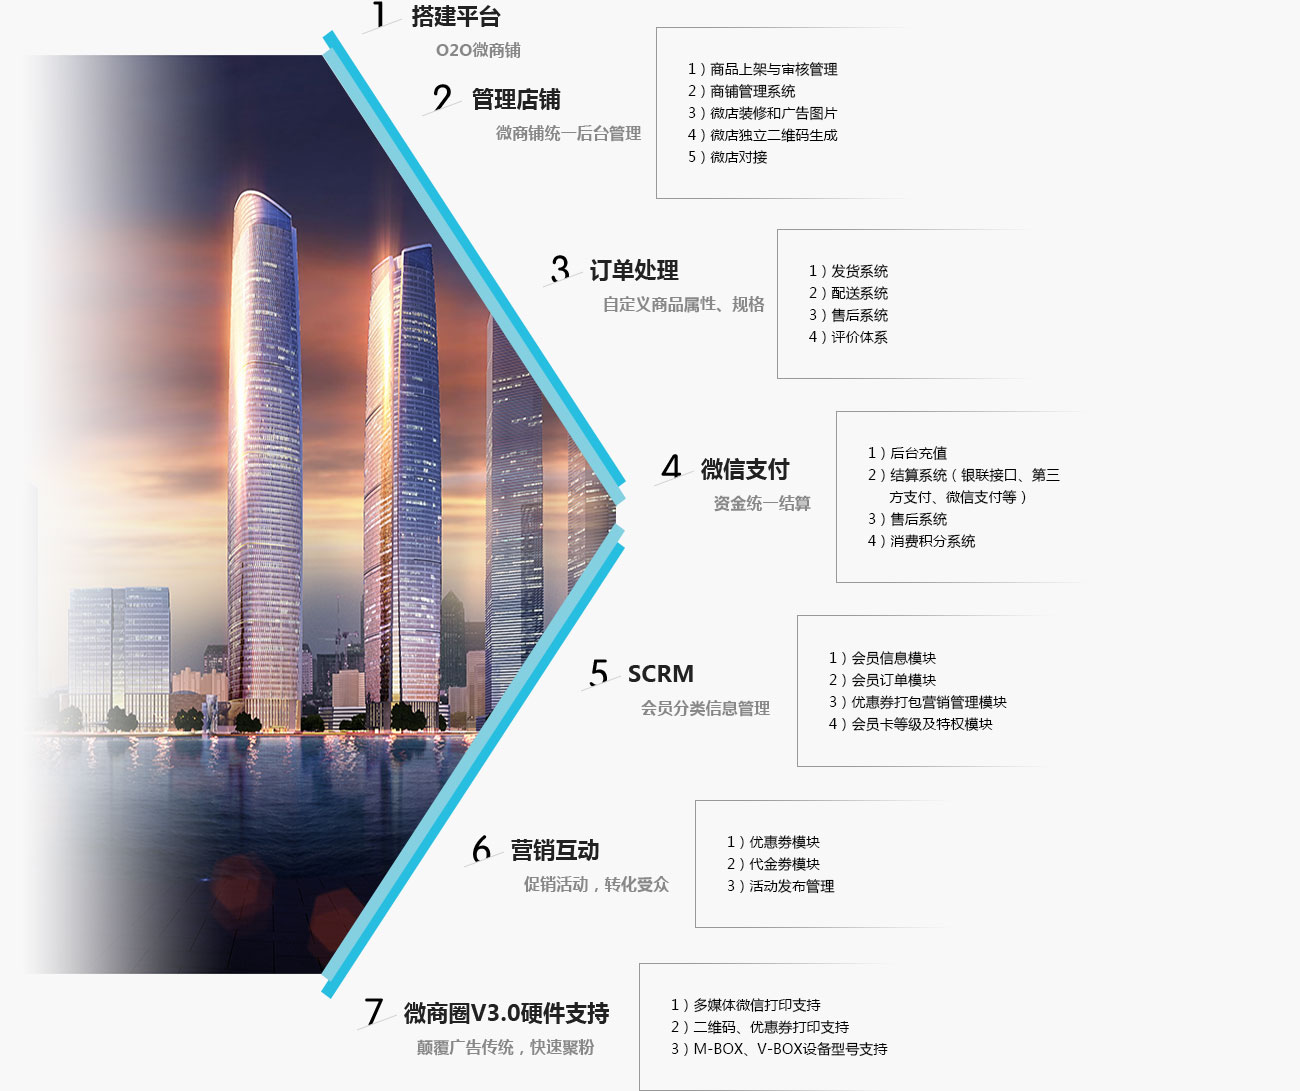 1 搭建平台
O2O微商铺
2 管理店铺
微商铺统一后台管理
1）商品上架与审核管理
2）商铺管理系统
3）微店装修和广告图片
4）微店独立二维码生成
5）微店对接
3 订单处理
自定义商品属性、规格
1）发货系统
2）配送系统
3）售后系统
4）评价体系
4 微信支付
资金统一结算
1）后台充值
2）结算系统（银联接口、第三
方支付、微信支付等）
3）售后系统
4）消费积分系统
5 SCRM
会员分类信息管理
1）会员信息模块
2）会员订单模块
3）优惠券打包营销管理模块
4）会员卡等级及特权模块
6 营销互动
促销活动，转化受众
1）优惠劵模块
2）代金劵模块
3）活动发布管理
7 微商圈V3.0硬件支持
颠覆广告传统，快速聚粉
1）多媒体微信打印支持
2）二维码、优惠券打印支持
3）M-BOX、V-BOX设备型号支持